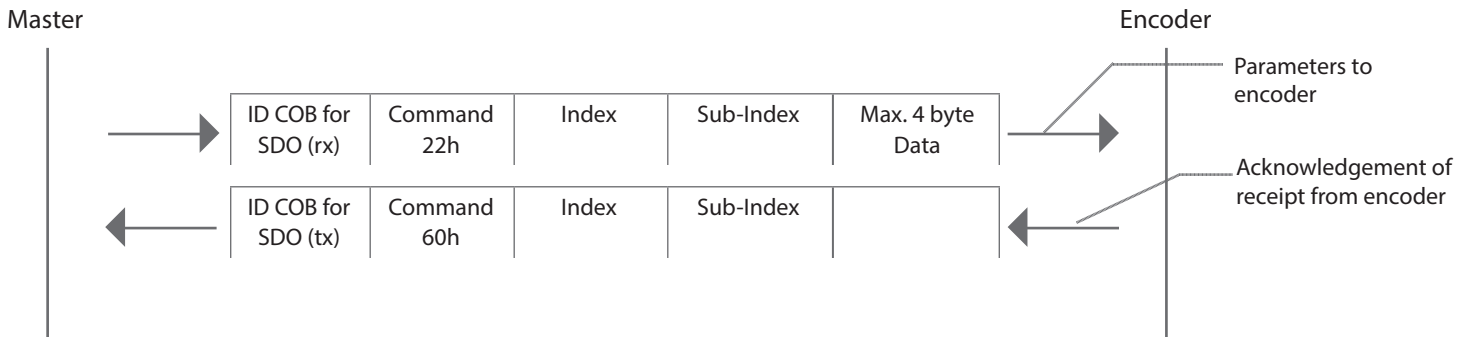 Master
Encoder
Parameters to
encoder
ID COB for
SDO (rx)
Command
22h
Index
Sub-Index
Max. 4 byte
Data
Acknowledgement of
receipt from encoder
ID COB for
SDO (tx)
Command
60h
Index
Sub-Index